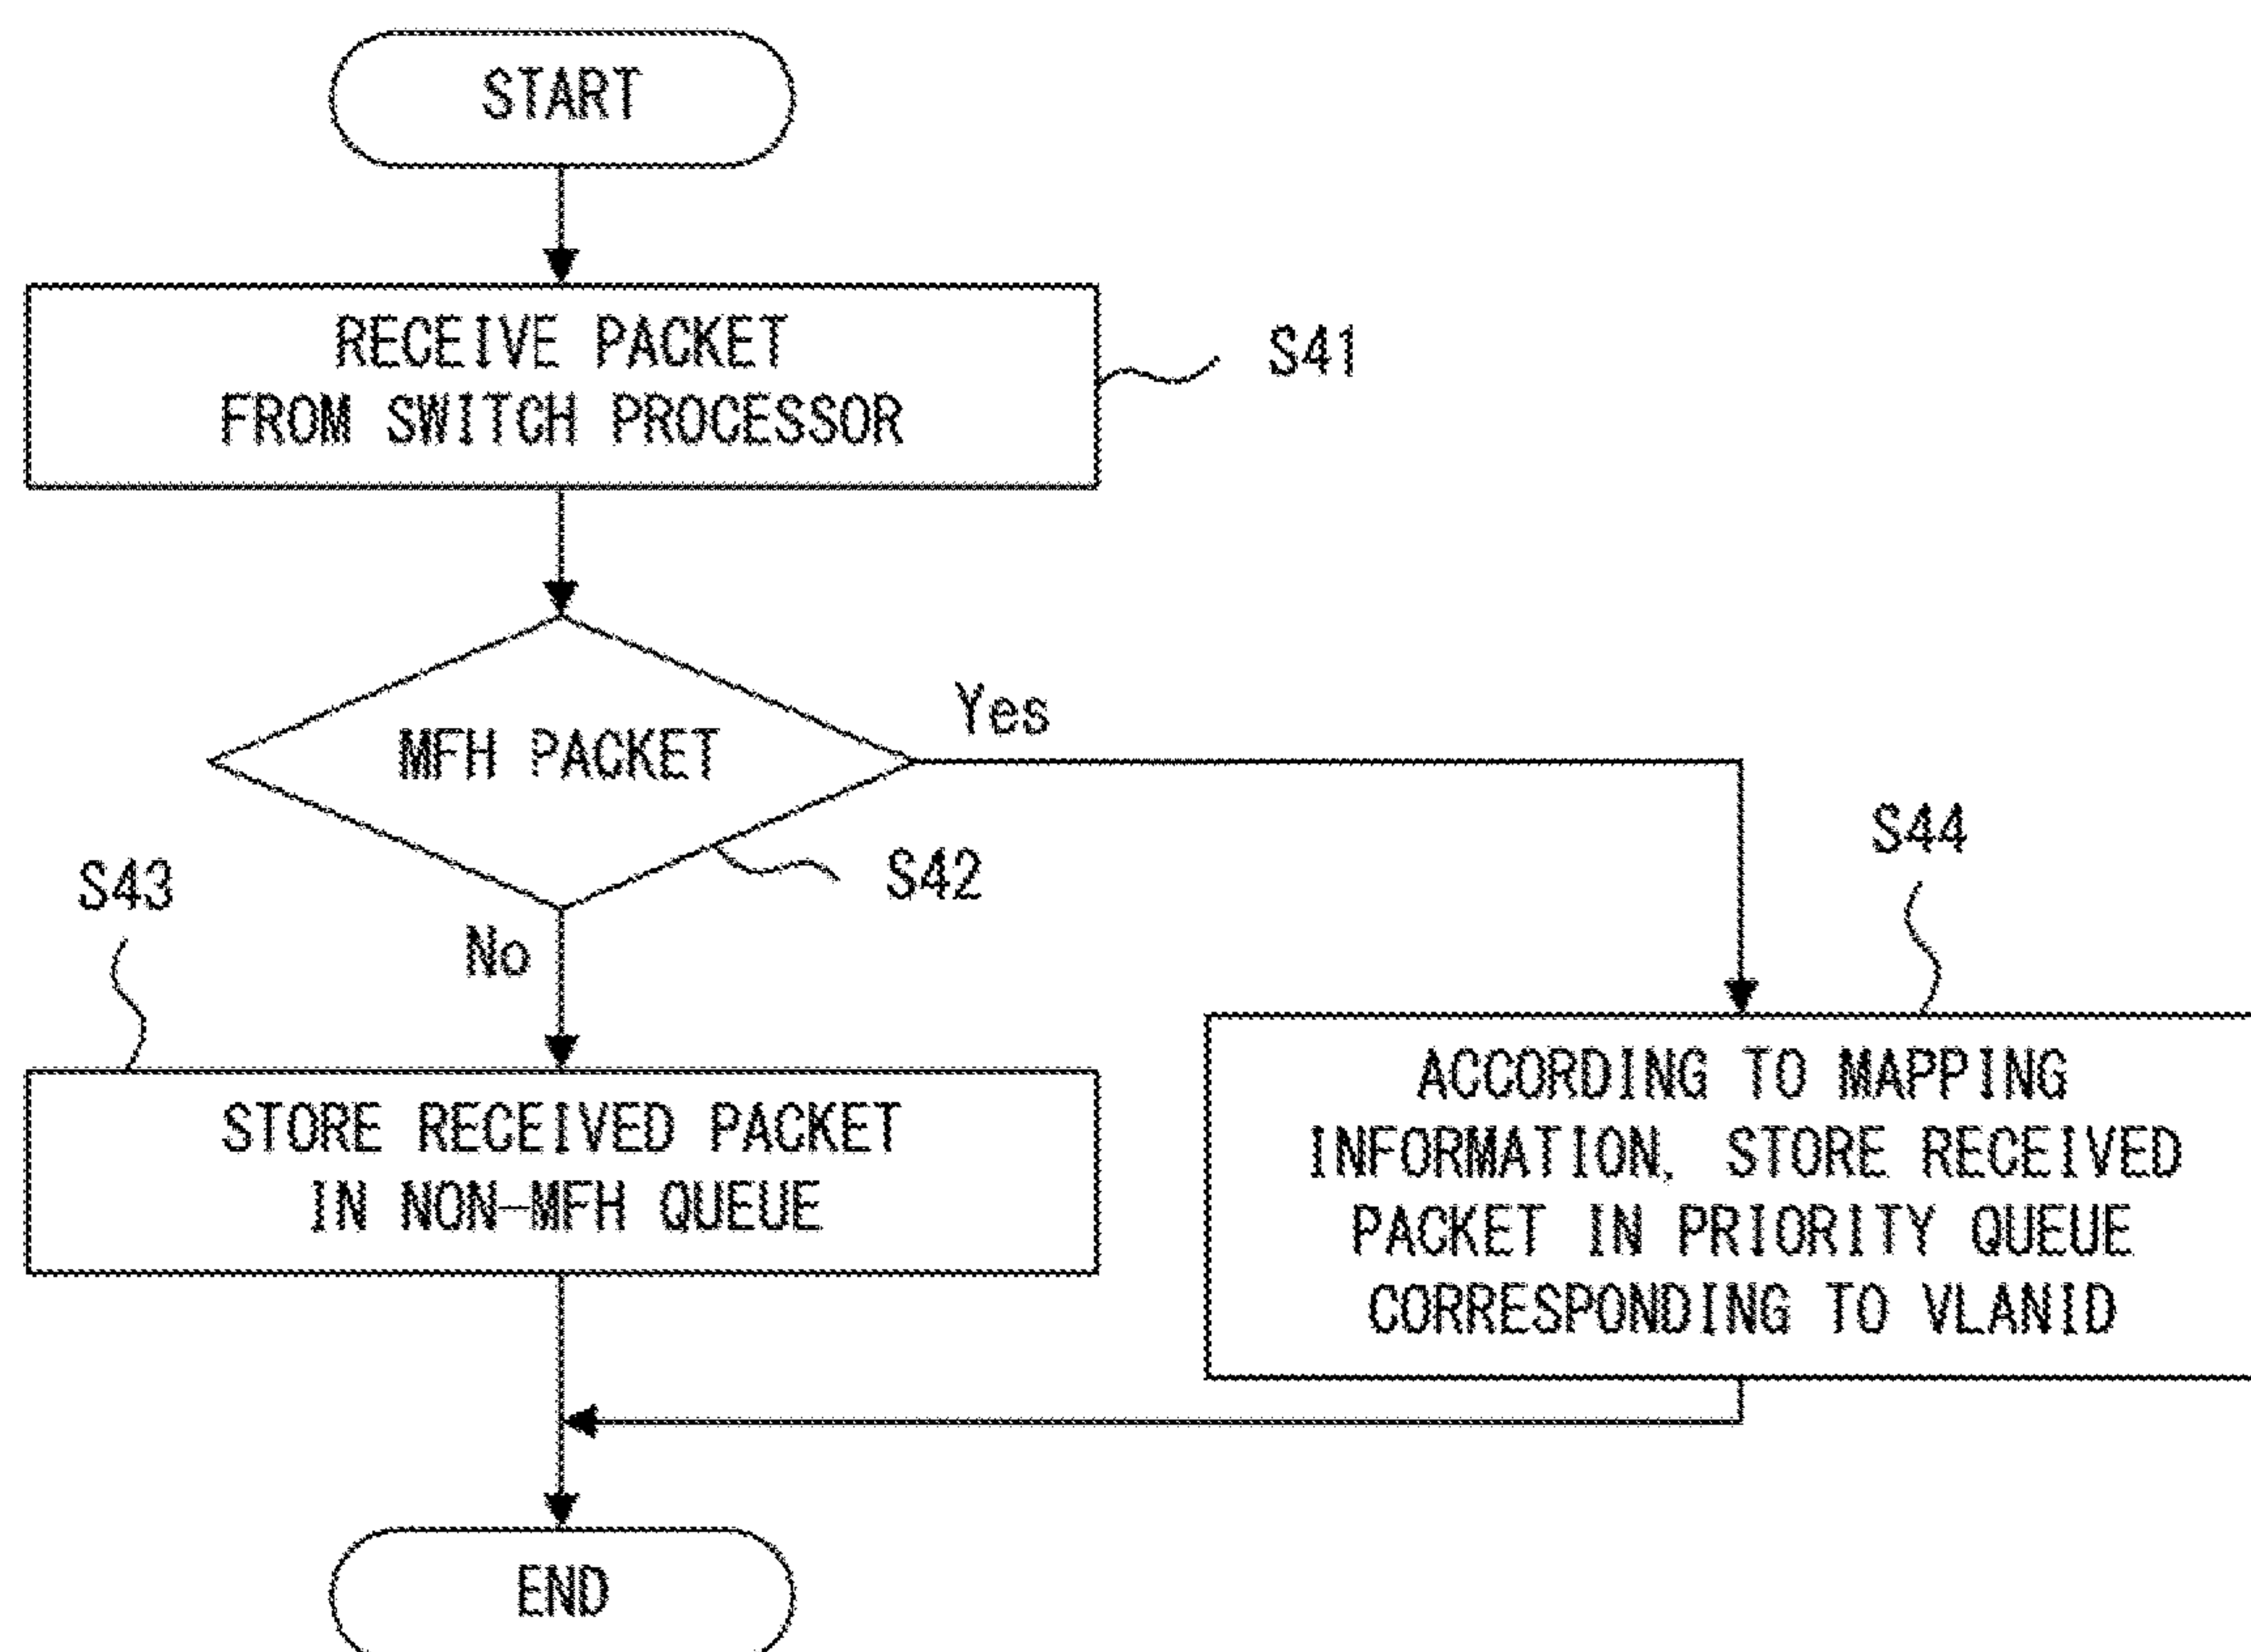 START
RECEIVE PACKET
FROM SWITCH PROCESSOR
S41
MFH PACKET
Yes
S42
No
S43
STORE RECEIVED PACKET
IN NON-MFH QUEUE
S44
ACCORDING TO MAPPING
INFORMATION, STORE RECEIVED
PACKET IN PRIORITY QUEUE
CORRESPONDING TO VLANID
END